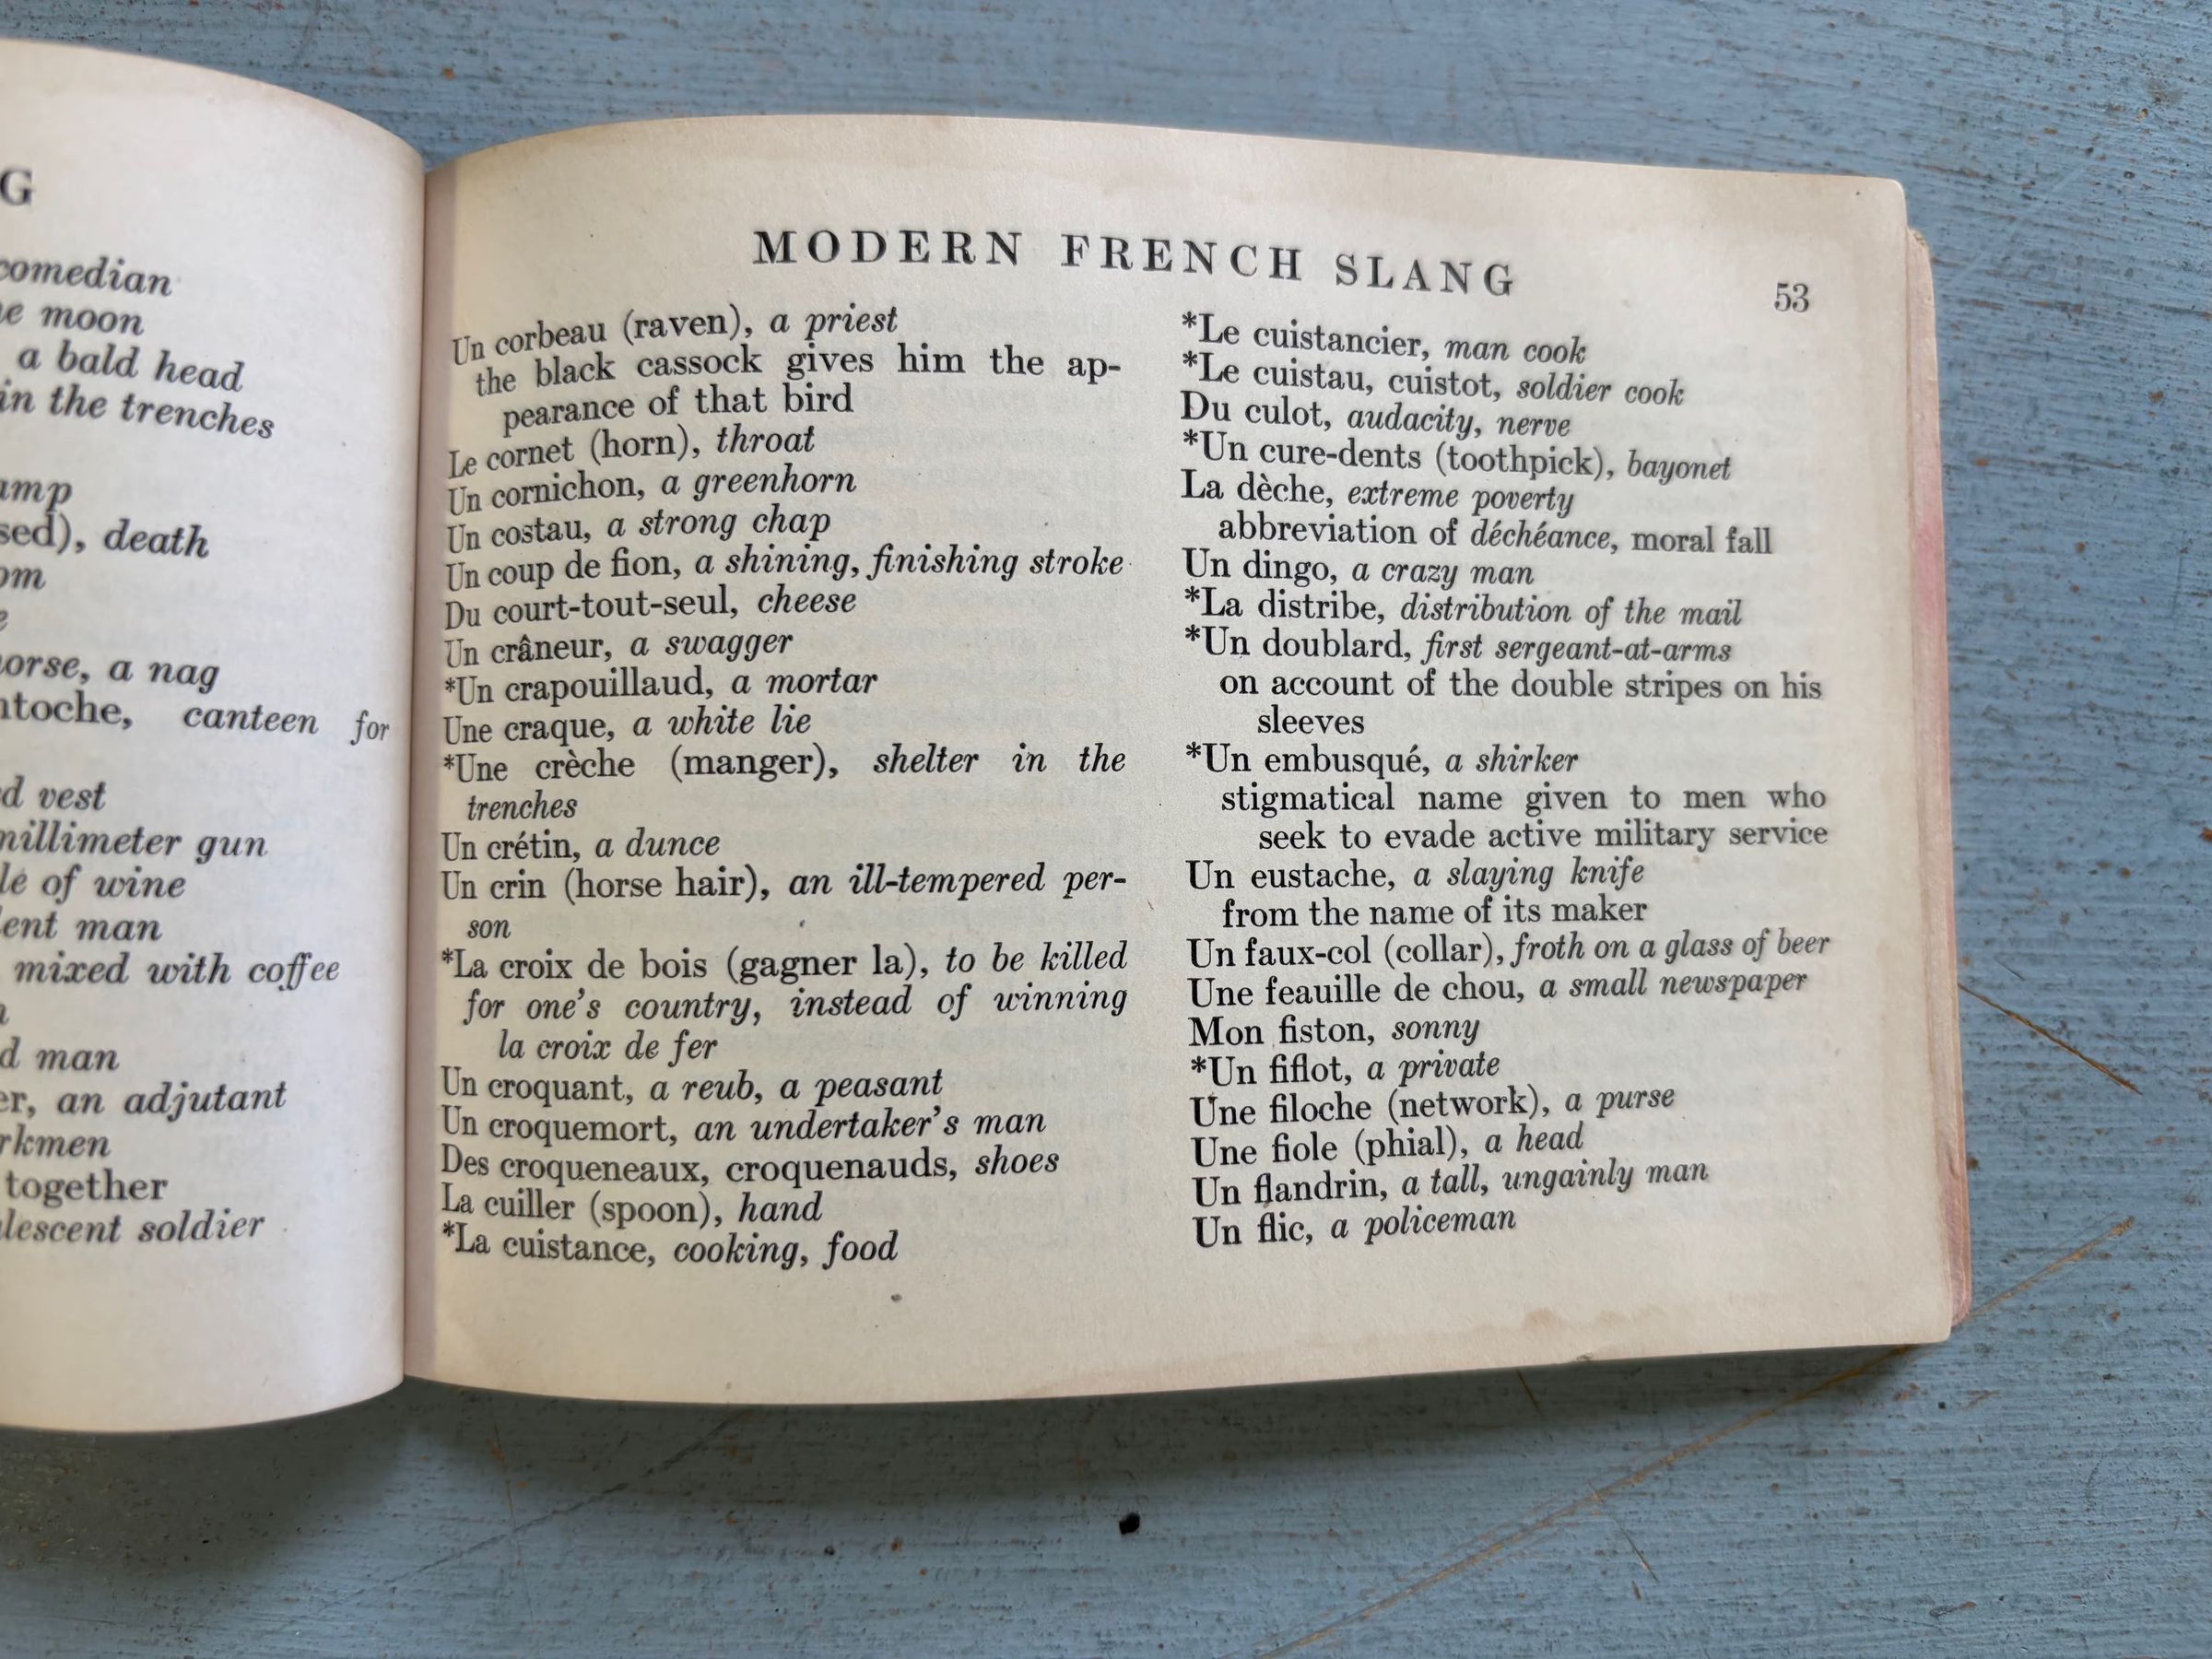 G
comedian
moon
a bald head
in the trenches
death
a nag
canteen for
vest
gun
of wine
man
mixed with coffee
man
an adjutant
together
soldier
MODERN FRENCH SLANG
53
Un corbeau (raven), a priest
the black cassock gives him the ap-
pearance of that bird
Le cornet (horn), throat
Un cornichon, a greenhorn
Un costau, a strong chap
Un coup de fion, a shining, finishing stroke
Du court-tout-seul, cheese
Un crâneur, a swagger
*Un crapouillaud, a mortar
Une craque, a white lie
*Une crèche (manger), shelter in the
trenches
Un crétin, a dunce
Un crin (horse hair), an ill-tempered per-
son
*La croix de bois (gagner la), to be killed
for one's country, instead of winning
la croix de fer
Un croquant, a reub, a peasant
Un croquemort, an undertaker's man
Des croqueneaux, croquenauds, shoes
La cuiller (spoon), hand
*La cuistance, cooking, food
*Le cuistancier, man cook
*Le cuistau, cuistot, soldier cook
Du culot, audacity, nerve
*Un cure-dents (toothpick), bayonet
La dèche, extreme poverty
abbreviation of déchéance, moral fall
Un dingo, a crazy man
*La distribe, distribution of the mail
*Un doublard, first sergeant-at-arms
on account of the double stripes on his
sleeves
*Un embusqué, a shirker
stigmatical name given to men who
seek to evade active military service
Un eustache, a slaying knife
from the name of its maker
Un faux-col (collar), froth on a glass of beer
Une feauille de chou, a small newspaper
Mon fiston, sonny
*Un fiflot, a private
Une filoche (network), a purse
Une fiole (phial), a head
Un flandrin, a tall, ungainly man
Un flic, a policeman